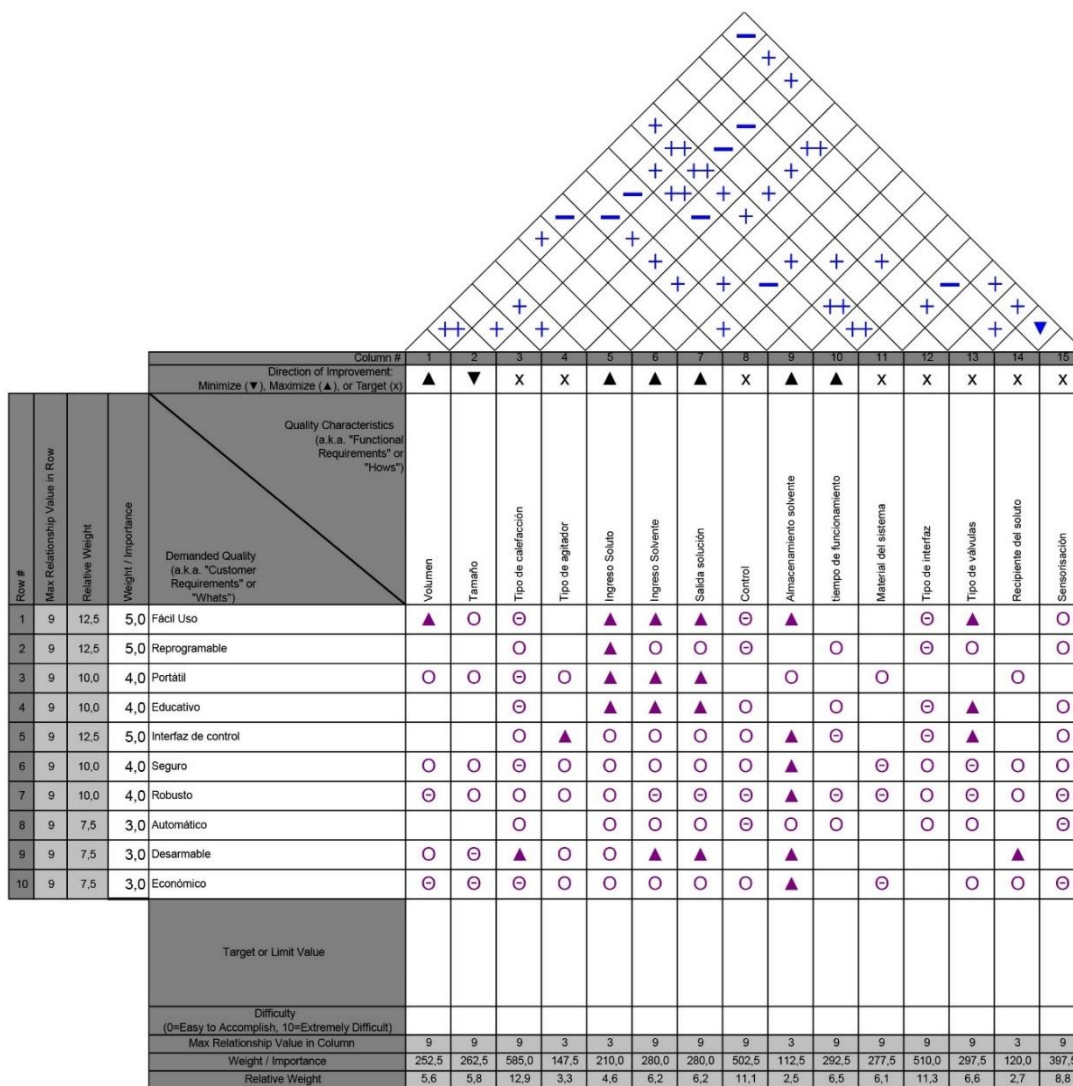 Column # 1 2 3 4 5 6 7 8 9 10 11 12 13 14 15
Direction of Improvement:
Minimize (▼), Maximize (▲), or Target (x) ▲ ▼ x x ▲ ▲ ▲ x ▲ ▲ x x x x x
Quality Characteristics
(a.k.a. "Functional
Requirements" or
"Hows")
Demanded Quality
(a.k.a. "Customer
Requirements" or
"Whats")
Row #
Max Relationship Value in Row
Relative Weight
Weight / Importance
Volumen
Tamaño
Tipo de calefacción
Tipo de agitador
Ingreso Soluto
Ingreso Solvente
Salida solución
Control
Almacenamiento solvente
tiempo de funcionamiento
Material del sistema
Tipo de interfaz
Tipo de válvulas
Recipiente del soluto
Sensorisación
1 9 12,5 5,0 Fácil Uso ▲ Ο Θ ▲ ▲ ▲ Θ ▲ Θ ▲ Ο
2 9 12,5 5,0 Reprogramable Ο ▲ Ο Ο Θ Ο Θ Ο Ο
3 9 10,0 4,0 Portátil Ο Ο Θ Ο ▲ ▲ ▲ Ο Ο Ο
4 9 10,0 4,0 Educativo Θ ▲ ▲ ▲ Ο Ο Θ ▲ Ο
5 9 12,5 5,0 Interfaz de control Ο ▲ Ο Ο Ο Ο ▲ Θ Θ ▲ Ο
6 9 10,0 4,0 Seguro Ο Ο Θ Ο Ο Ο Ο Ο ▲ Θ Ο Θ Ο Ο
7 9 10,0 4,0 Robusto Θ Ο Ο Ο Ο Θ Θ Θ ▲ Θ Θ Ο Θ Ο Θ
8 9 7,5 3,0 Automático Ο Ο Ο Ο Θ Ο Ο Ο Ο Θ
9 9 7,5 3,0 Desarmable Ο Θ ▲ Ο Ο ▲ ▲ ▲ ▲
10 9 7,5 3,0 Económico Θ Θ Θ Ο Ο Ο Ο Ο ▲ Θ Ο Ο Θ
Target or Limit Value
Difficulty
(0=Easy to Accomplish, 10=Extremely Difficult)
Max Relationship Value in Column 9 9 9 3 3 9 9 9 3 9 9 9 9 3 9
Weight / Importance 252,5 262,5 585,0 147,5 210,0 280,0 280,0 502,5 112,5 292,5 277,5 510,0 297,5 120,0 397,5
Relative Weight 5,6 5,8 12,9 3,3 4,6 6,2 6,2 11,1 2,5 6,5 6,1 11,3 6,6 2,7 8,8